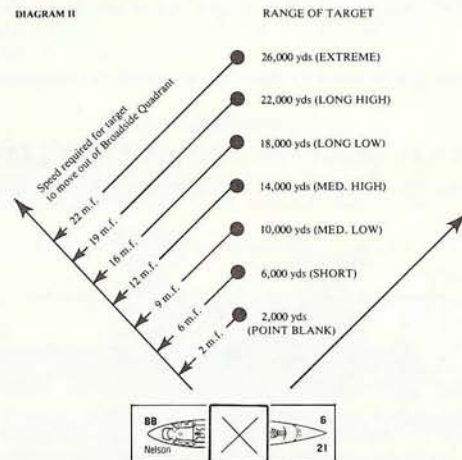 DIAGRAM II
RANGE OF TARGET
26,000 yds (EXTREME)
22,000 yds (LONG HIGH)
18,000 yds (LONG LOW)
14,000 yds (MED. HIGH)
10,000 yds (MED. LOW)
6,000 yds (SHORT)
2,000 yds
(POINT BLANK)
Speed required for target
to move out of Broadside Quadrant
22 m.f.
19 m.f.
16 m.f.
12 m.f.
9 m.f.
6 m.f.
2 m.f.
BB
Nelson
6
21